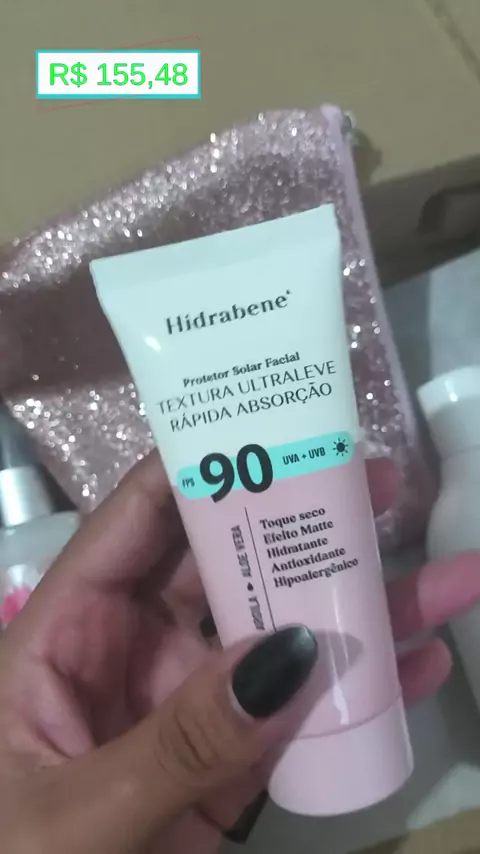 R$ 155,48
Hidrabene
Protetor Solar Facial
TEXTURA ULTRALEVE
RÁPIDA ABSORÇÃO
FPS 90 UVA + UVB
Toque seco
Efeito Matte
Hidratante
Antioxidante
Hipoalergênico
ALOE VERA